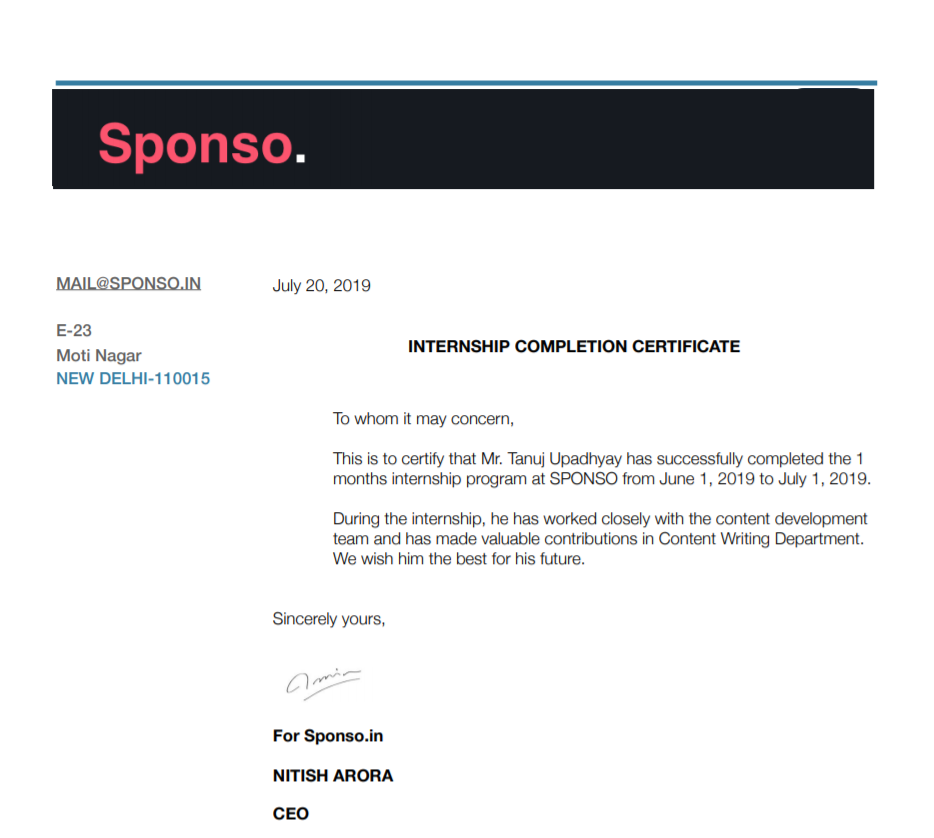 Sponso.
MAIL@SPONSO.IN
E-23
Moti Nagar
NEW DELHI-110015
July 20, 2019
INTERNSHIP COMPLETION CERTIFICATE
To whom it may concern,
This is to certify that Mr. Tanuj Upadhyay has successfully completed the 1
months internship program at SPONSO from June 1, 2019 to July 1, 2019.
During the internship, he has worked closely with the content development
team and has made valuable contributions in Content Writing Department.
We wish him the best for his future.
Sincerely yours,
For Sponso.in
NITISH ARORA
CEO